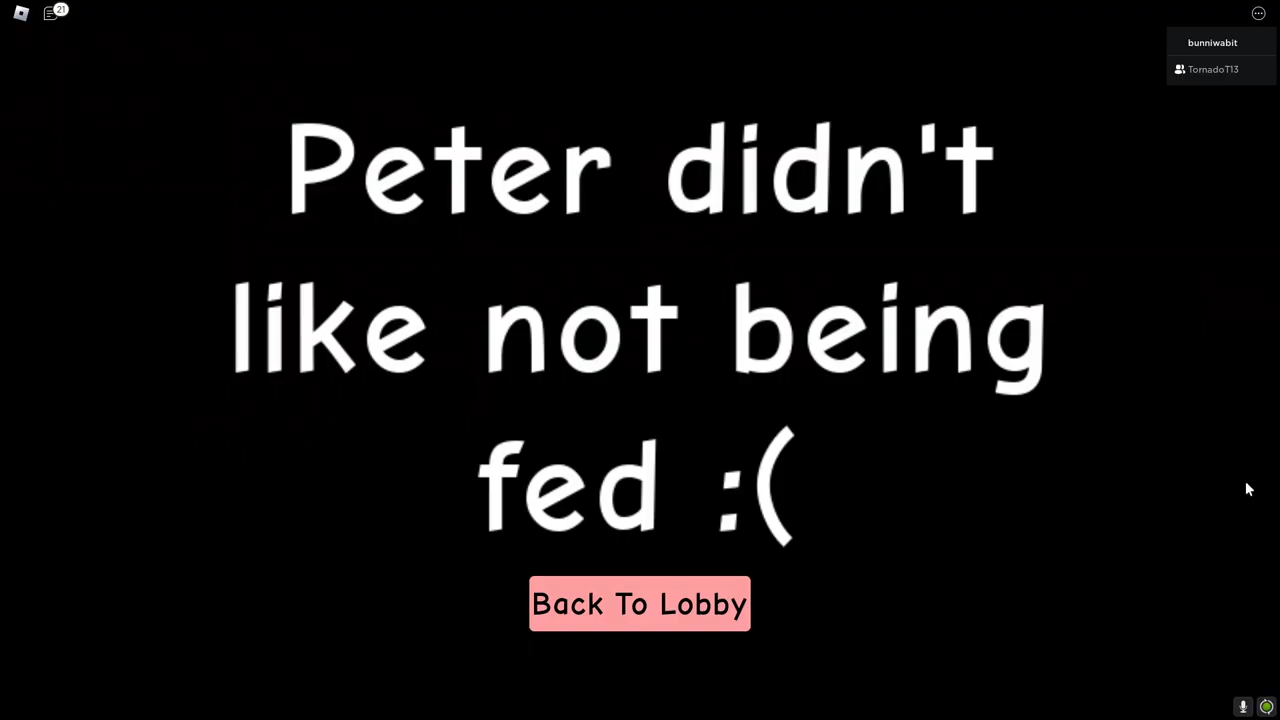 21
bunniwabit
TornadoT13
Peter didn't
like not being
fed :(
Back To Lobby